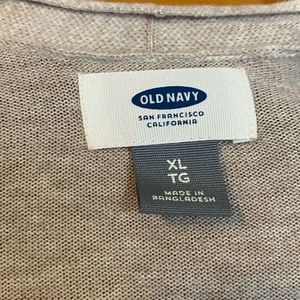 OLD NAVY
SAN FRANCISCO
CALIFORNIA
XL
TG
MADE IN
BANGLADESH